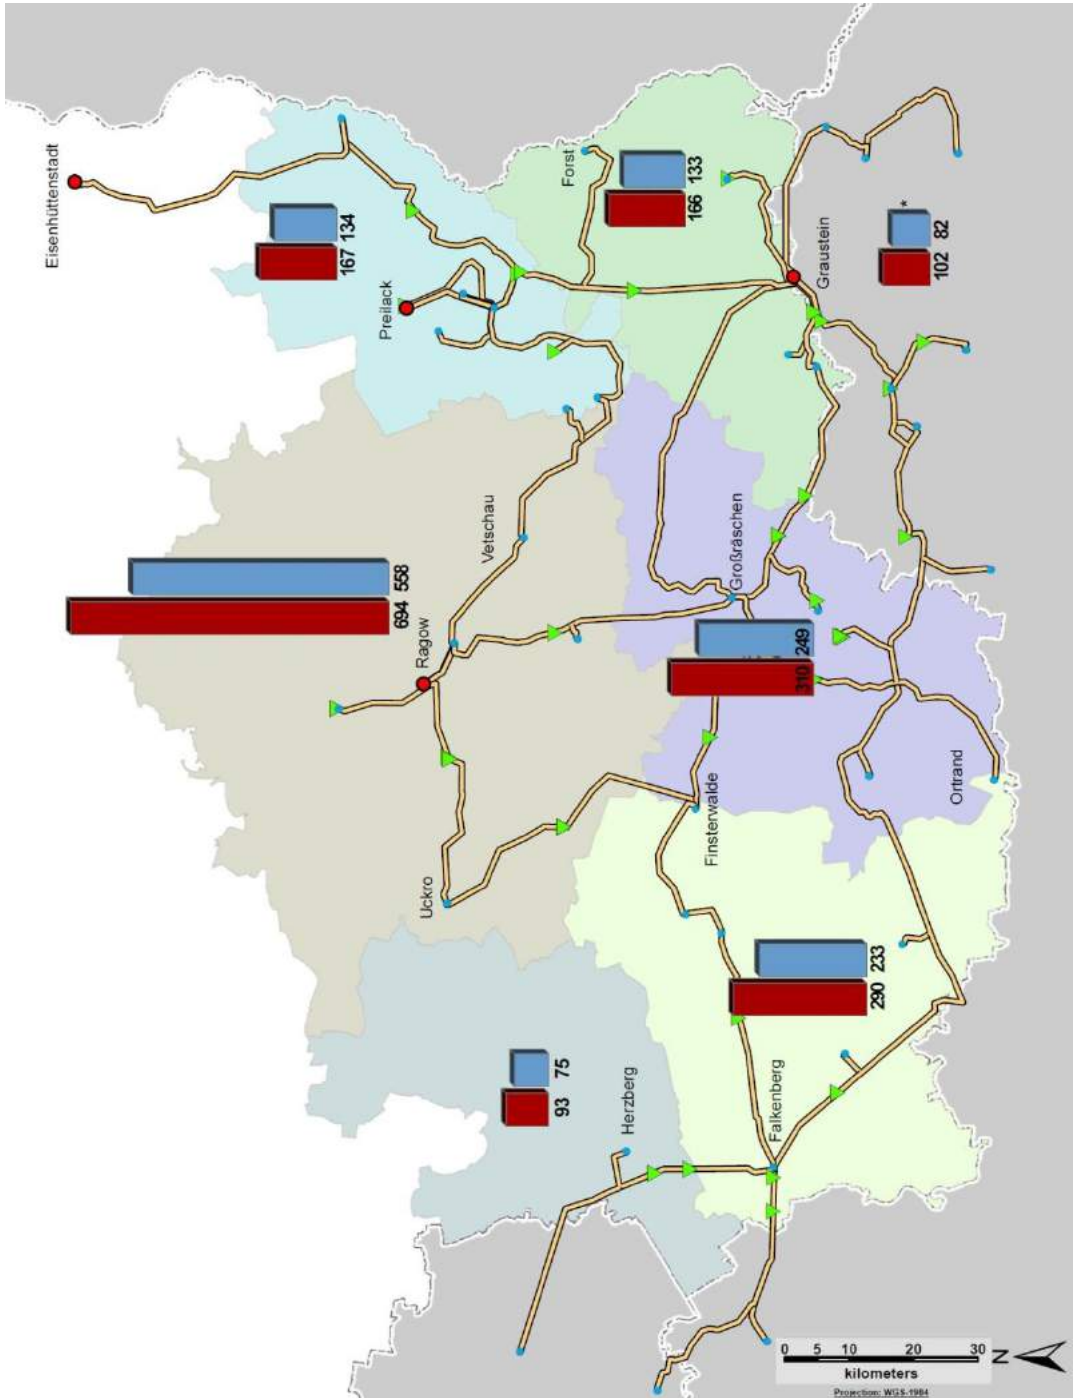 Eisenhüttenstadt
167 134
Preilack
Forst
166 133
Graustein
*
102 82
Vetschau
694 558
Ragow
Großräschen
310 249
Uckro
Finsterwalde
Ortrand
290 233
93 75
Herzberg
Falkenberg
0 5 10 20 30
kilometers
N
Projection: WGS-1984